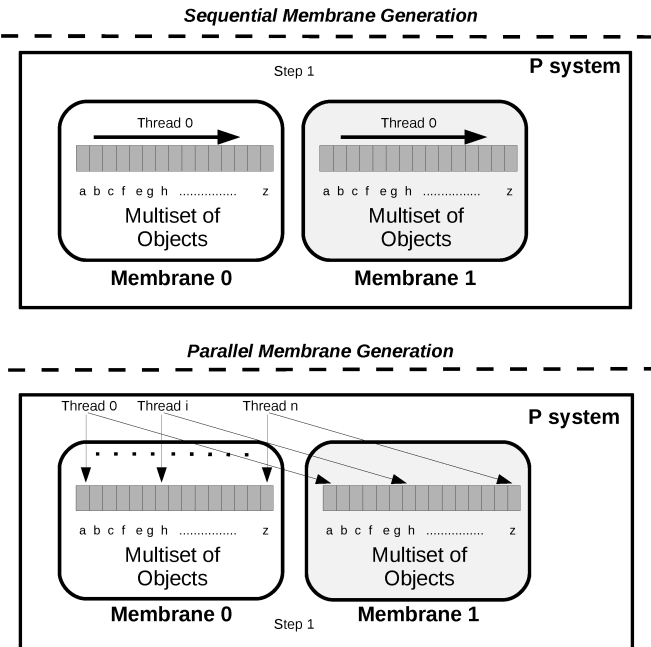 Sequential Membrane Generation
P system
Step 1
Thread 0
Thread 0
a b c f e g h ................ z
a b c f e g h ................ z
Multiset of
Objects
Multiset of
Objects
Membrane 0
Membrane 1
Parallel Membrane Generation
Thread 0 Thread i Thread n
P system
a b c f e g h ................ z
a b c f e g h ................ z
Multiset of
Objects
Multiset of
Objects
Membrane 0
Membrane 1
Step 1